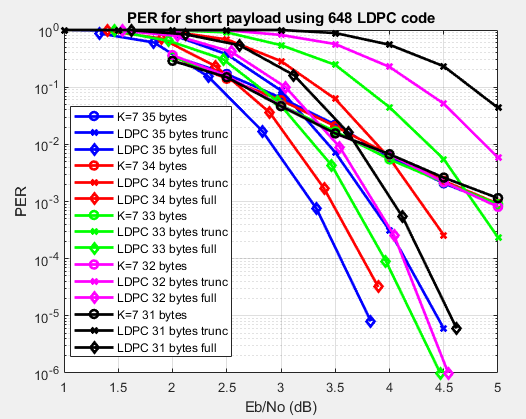 PER for short payload using 648 LDPC code
10^0
10^-1
10^-2
10^-3
10^-4
10^-5
10^-6
PER
K=7 35 bytes
LDPC 35 bytes trunc
LDPC 35 bytes full
K=7 34 bytes
LDPC 34 bytes trunc
LDPC 34 bytes full
K=7 33 bytes
LDPC 33 bytes trunc
LDPC 33 bytes full
K=7 32 bytes
LDPC 32 bytes trunc
LDPC 32 bytes full
K=7 31 bytes
LDPC 31 bytes trunc
LDPC 31 bytes full
1 1.5 2 2.5 3 3.5 4 4.5 5
Eb/No (dB)